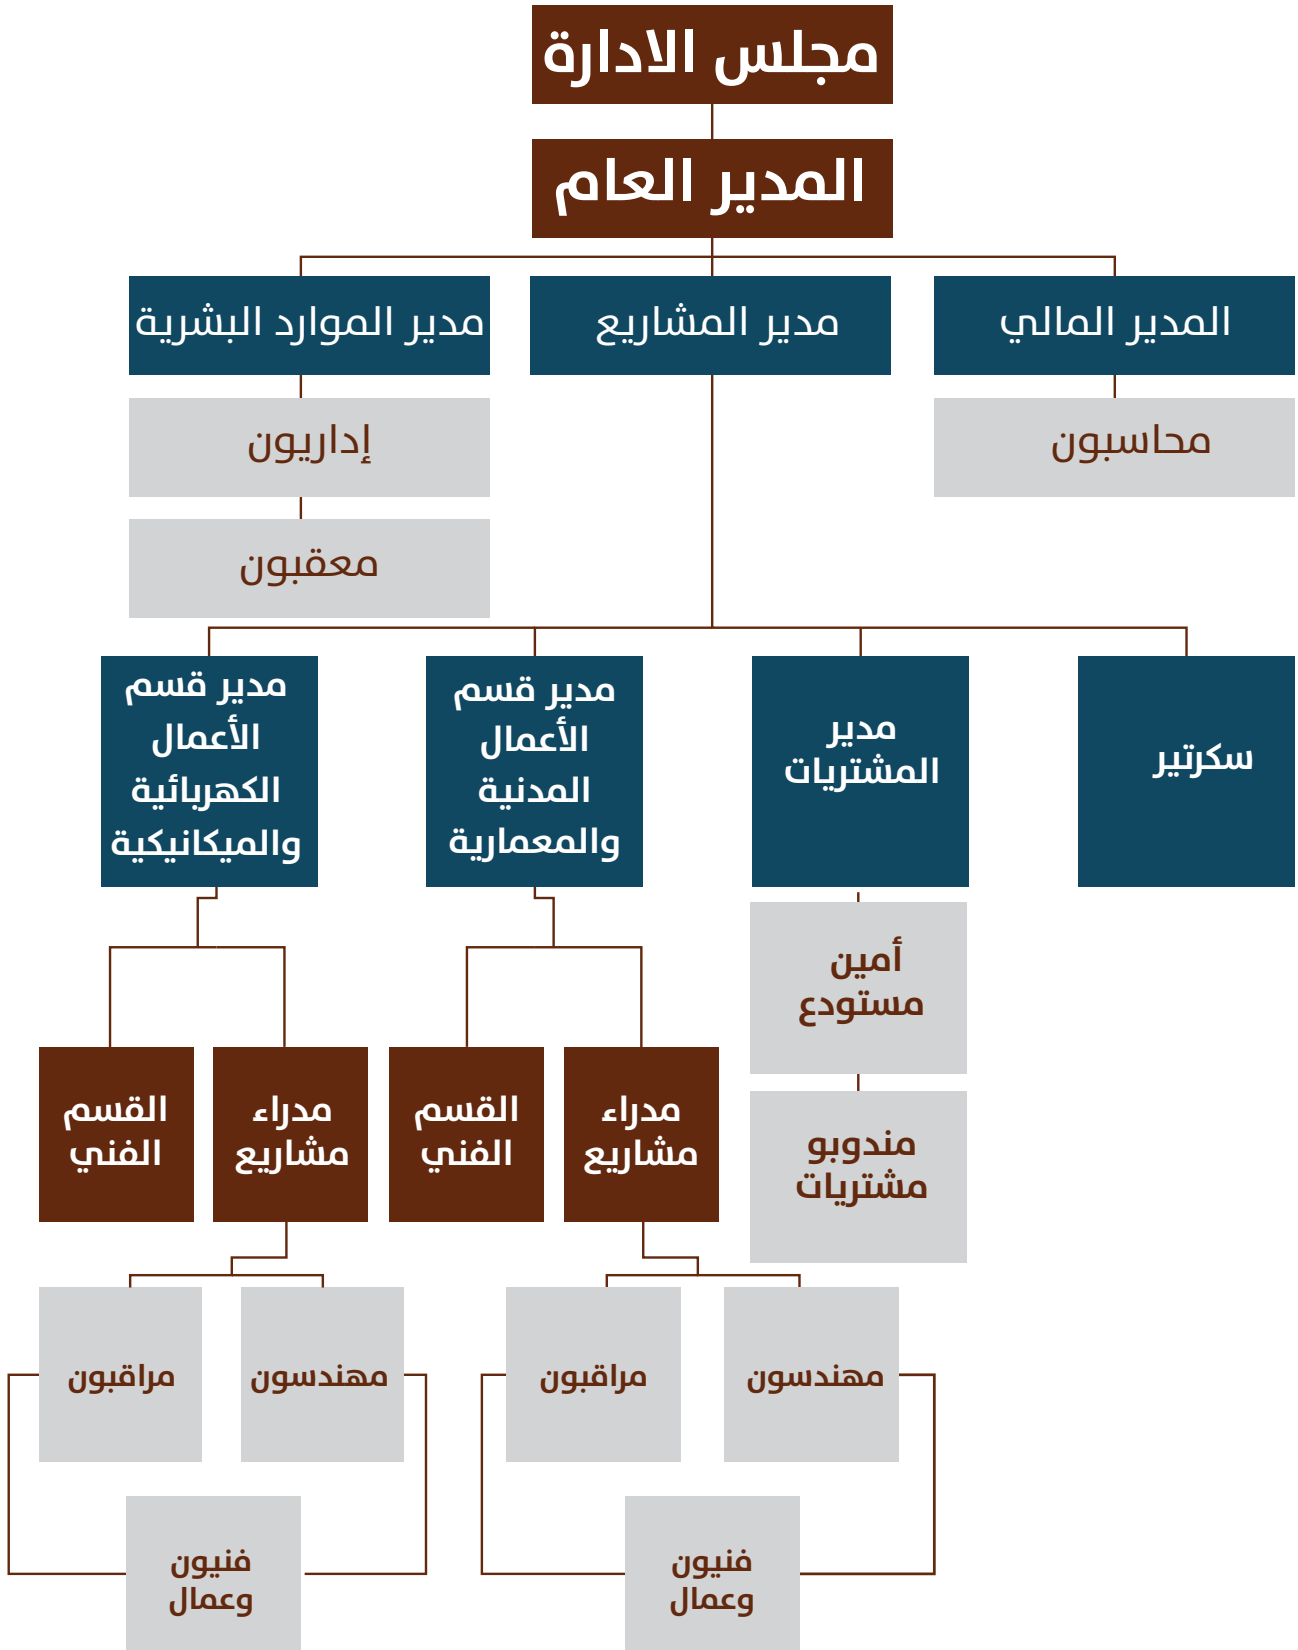 مجلس الادارة
المدير العام
المدير المالي
مدير المشاريع
مدير الموارد البشرية
محاسبون
إداريون
معقبون
سكرتير
مدير
المشتريات
مدير قسم
الأعمال
المدنية
والمعمارية
مدير قسم
الأعمال
الكهربائية
والميكانيكية
أمين
مستودع
مندوبو
مشتريات
مدراء
مشاريع
القسم
الفني
مدراء
مشاريع
القسم
الفني
مهندسون
مراقبون
مهندسون
مراقبون
فنيون
وعمال
فنيون
وعمال